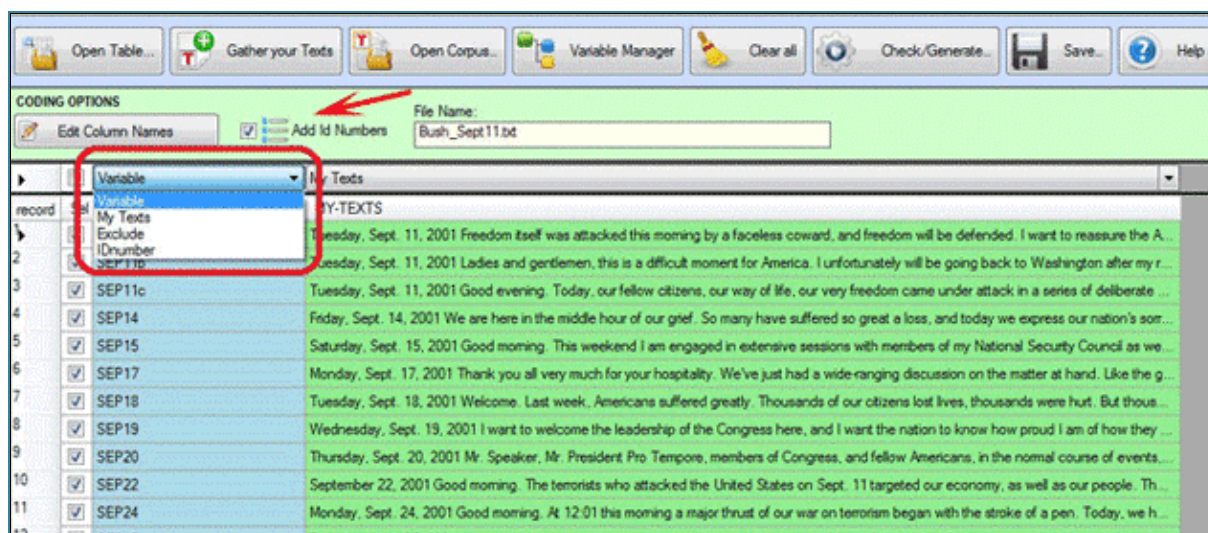 Open Table... Gather your Texts Open Corpus... Variable Manager Clear all Check/Generate... Save... Help
CODING OPTIONS
Edit Column Names Add Id Numbers
File Name:
Bush_Sept11.txt
Variable My Texts
Variable
My Texts
Exclude
IDnumber
record Sel MY-TEXTS
Tuesday, Sept. 11, 2001 Freedom itself was attacked this morning by a faceless coward, and freedom will be defended. I want to reassure the A...
2 SEP11b Tuesday, Sept. 11, 2001 Ladies and gentlemen, this is a difficult moment for America. I unfortunately will be going back to Washington after my r...
3 SEP11c Tuesday, Sept. 11, 2001 Good evening. Today, our fellow citizens, our way of life, our very freedom came under attack in a series of deliberate ...
4 SEP14 Friday, Sept. 14, 2001 We are here in the middle hour of our grief. So many have suffered so great a loss, and today we express our nation's sorr...
5 SEP15 Saturday, Sept. 15, 2001 Good morning. This weekend I am engaged in extensive sessions with members of my National Security Council as we...
6 SEP17 Monday, Sept. 17, 2001 Thank you all very much for your hospitality. We've just had a wide-ranging discussion on the matter at hand. Like the g...
7 SEP18 Tuesday, Sept. 18, 2001 Welcome. Last week, Americans suffered greatly. Thousands of our citizens lost lives, thousands were hurt. But thous...
8 SEP19 Wednesday, Sept. 19, 2001 I want to welcome the leadership of the Congress here, and I want the nation to know how proud I am of how they ...
9 SEP20 Thursday, Sept. 20, 2001 Mr. Speaker, Mr. President Pro Tempore, members of Congress, and fellow Americans, in the normal course of events,...
10 SEP22 September 22, 2001 Good morning. The terrorists who attacked the United States on Sept. 11 targeted our economy, as well as our people. Th...
11 SEP24 Monday, Sept. 24, 2001 Good morning. At 12:01 this morning a major thrust of our war on terrorism began with the stroke of a pen. Today, we h...